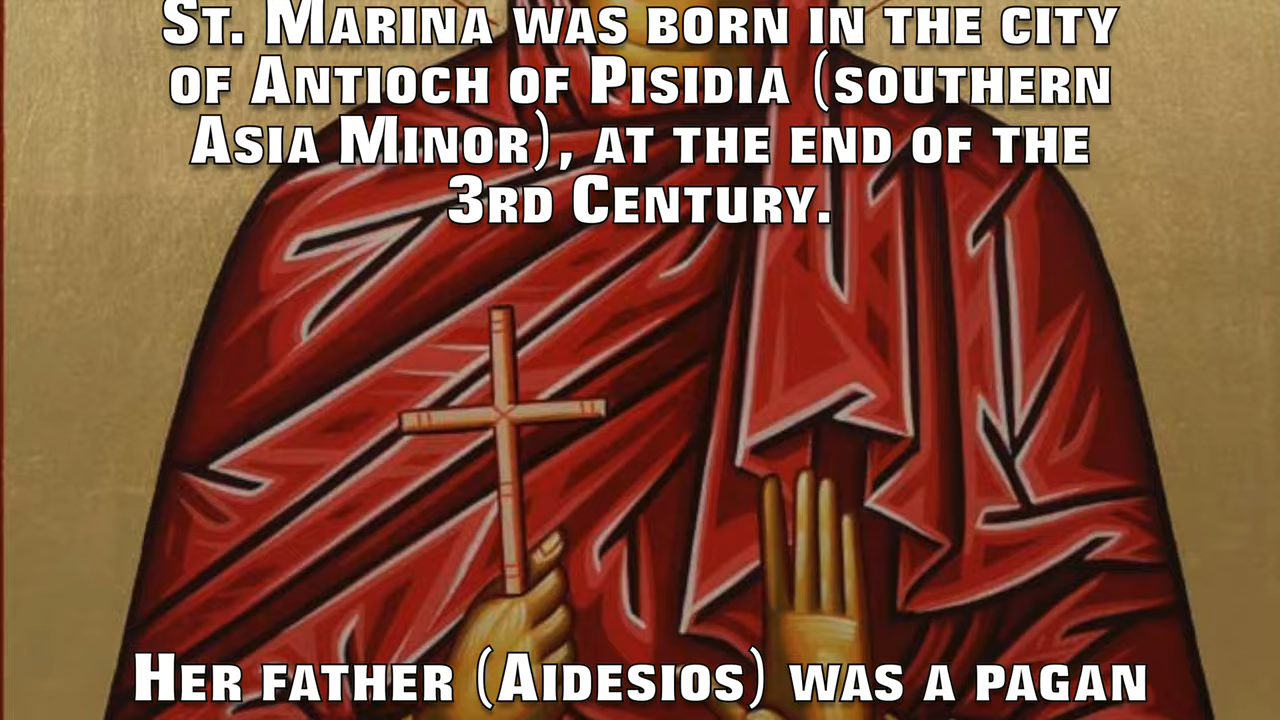 St. Marina was born in the city
of Antioch of Pisidia (southern
Asia Minor), at the end of the
3rd Century.
Her father (Aidesios) was a pagan